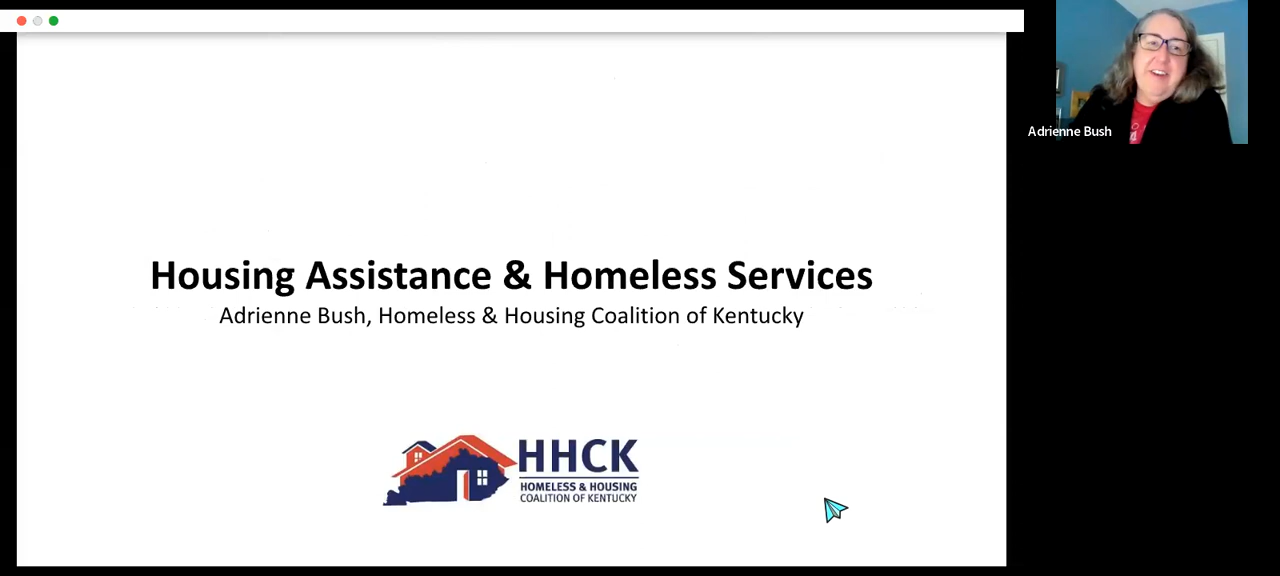 Housing Assistance & Homeless Services
Adrienne Bush, Homeless & Housing Coalition of Kentucky
HHCK
HOMELESS & HOUSING
COALITION OF KENTUCKY
Adrienne Bush